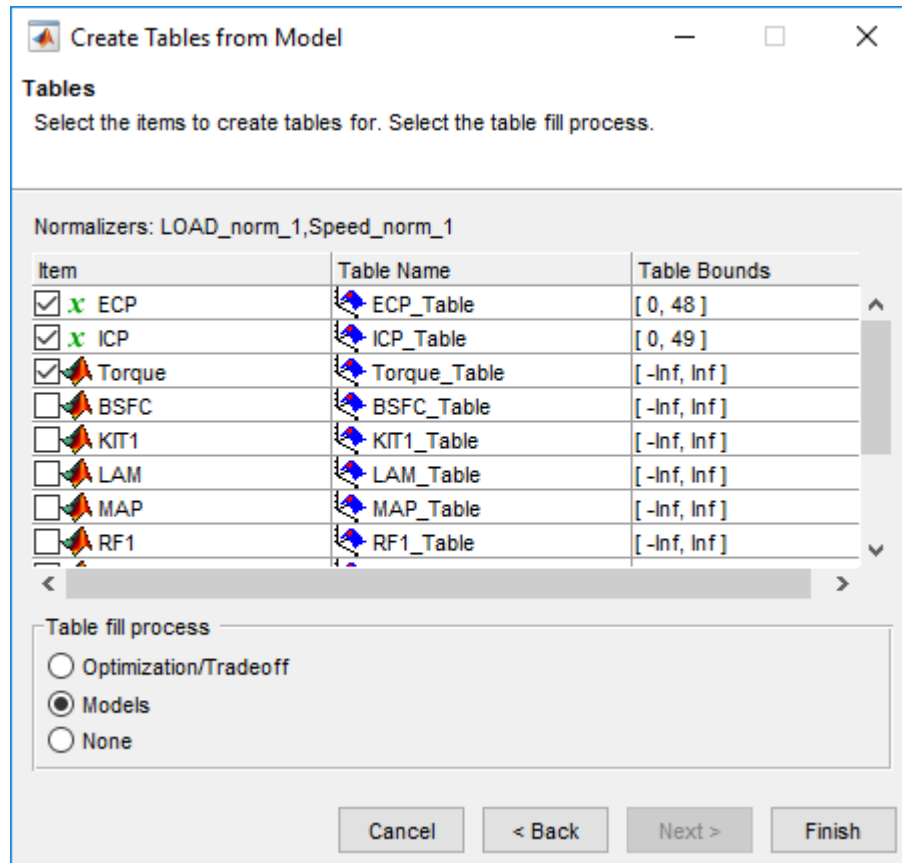 Create Tables from Model
Tables
Select the items to create tables for. Select the table fill process.
Normalizers: LOAD_norm_1,Speed_norm_1
Item Table Name Table Bounds
x ECP ECP_Table [ 0, 48 ]
x ICP ICP_Table [ 0, 49 ]
Torque Torque_Table [ -Inf, Inf ]
BSFC BSFC_Table [ -Inf, Inf ]
KIT1 KIT1_Table [ -Inf, Inf ]
LAM LAM_Table [ -Inf, Inf ]
MAP MAP_Table [ -Inf, Inf ]
RF1 RF1_Table [ -Inf, Inf ]
Table fill process
Optimization/Tradeoff
Models
None
Cancel < Back Next > Finish